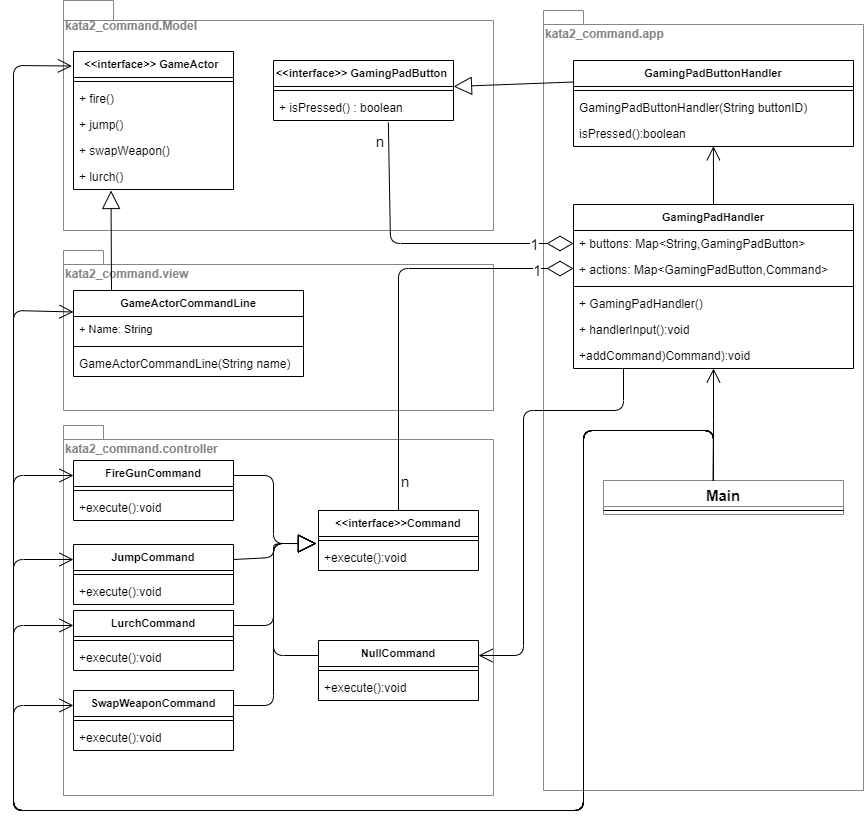 kata2_command.Model
<<interface>> GameActor
+ fire()
+ jump()
+ swapWeapon()
+ lurch()
<<interface>> GamingPadButton
+ isPressed() : boolean
n
kata2_command.app
GamingPadButtonHandler
GamingPadButtonHandler(String buttonID)
isPressed():boolean
GamingPadHandler
+ buttons: Map<String,GamingPadButton>
+ actions: Map<GamingPadButton,Command>
+ GamingPadHandler()
+ handlerInput():void
+addCommand)Command):void
1
1
kata2_command.view
GameActorCommandLine
+ Name: String
GameActorCommandLine(String name)
kata2_command.controller
FireGunCommand
+execute():void
JumpCommand
+execute():void
LurchCommand
+execute():void
SwapWeaponCommand
+execute():void
n
<<interface>>Command
+execute():void
NullCommand
+execute():void
Main